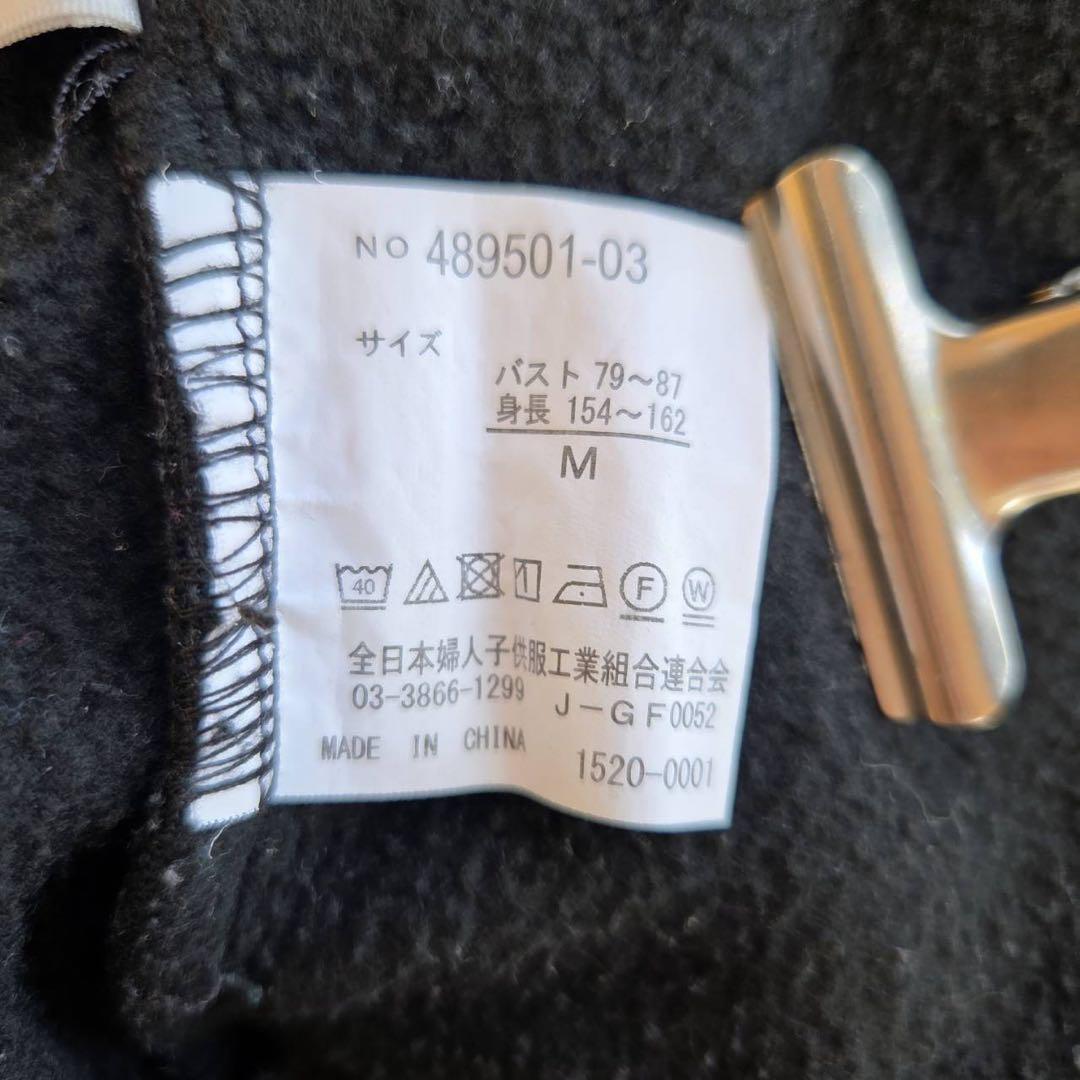 NO 489501-03
サイズ
バスト 79～87
身長 154～162
M
40 F W
全日本婦人子供服工業組合連合会
03-3866-1299 J-GF0052
MADE IN CHINA 1520-0001